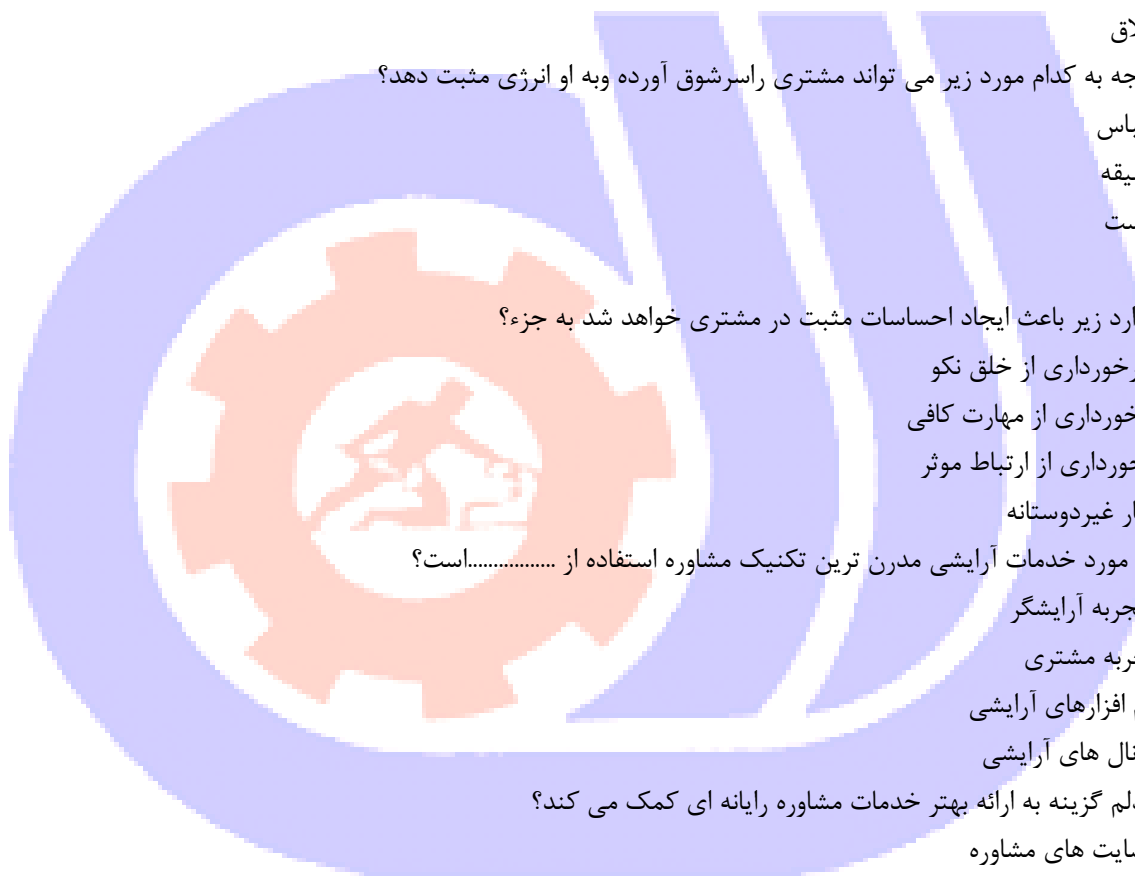 لاق
جه به کدام مورد زیر می تواند مشتری راسرشوق آورده وبه او انرژی مثبت دهد؟
باس
لیقه
ست
ارد زیر باعث ایجاد احساسات مثبت در مشتری خواهد شد به جزء؟
رخورداری از خلق نکو
خورداری از مهارت کافی
خورداری از ارتباط موثر
ار غیردوستانه
مورد خدمات آرایشی مدرن ترین تکنیک مشاوره استفاده از ................است؟
جربه آرایشگر
ربه مشتری
افزارهای آرایشی
نال های آرایشی
دلم گزینه به ارائه بهتر خدمات مشاوره رایانه ای کمک می کند؟
سایت های مشاوره